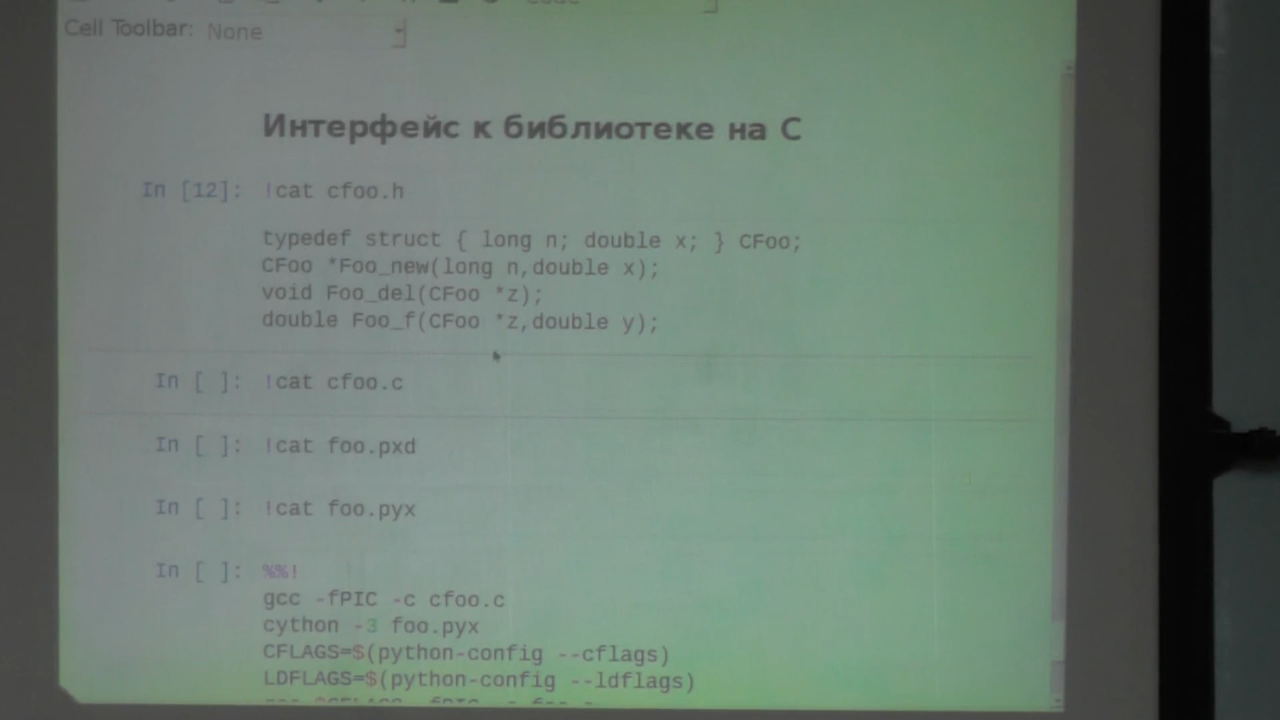 Cell Toolbar: None
Интерфейс к библиотеке на C
In [12]: !cat cfoo.h
typedef struct { long n; double x; } CFoo;
CFoo *Foo_new(long n,double x);
void Foo_del(CFoo *z);
double Foo_f(CFoo *z,double y);
In [ ]: !cat cfoo.c
In [ ]: !cat foo.pxd
In [ ]: !cat foo.pyx
In [ ]: %%!
gcc -fPIC -c cfoo.c
cython -3 foo.pyx
CFLAGS=$(python-config --cflags)
LDFLAGS=$(python-config --ldflags)